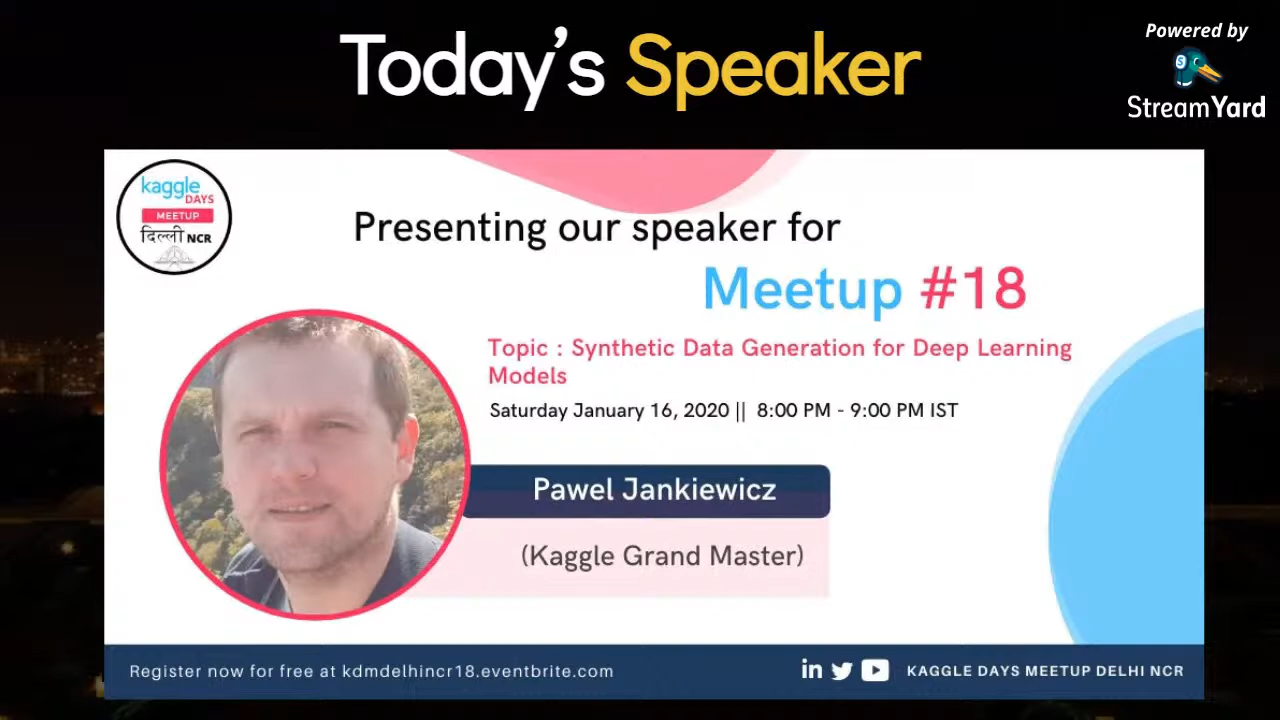 Today's Speaker
Powered by
StreamYard
kaggle
DAYS
MEETUP
दिल्ली NCR
Presenting our speaker for
Meetup #18
Topic : Synthetic Data Generation for Deep Learning
Models
Saturday January 16, 2020 || 8:00 PM - 9:00 PM IST
Pawel Jankiewicz
(Kaggle Grand Master)
Register now for free at kdmdelhincr18.eventbrite.com
in
KAGGLE DAYS MEETUP DELHI NCR